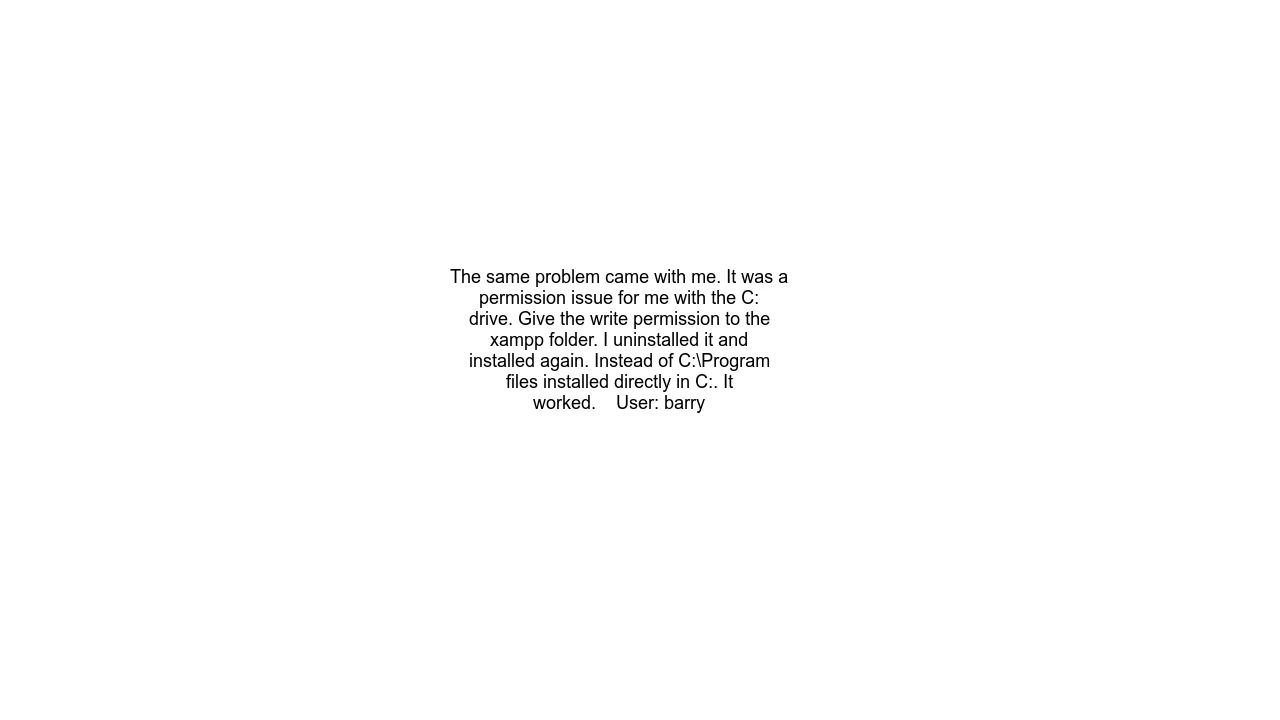 The same problem came with me. It was a
permission issue for me with the C:
drive. Give the write permission to the
xampp folder. I uninstalled it and
installed again. Instead of C:\Program
files installed directly in C:. It
worked.    User: barry